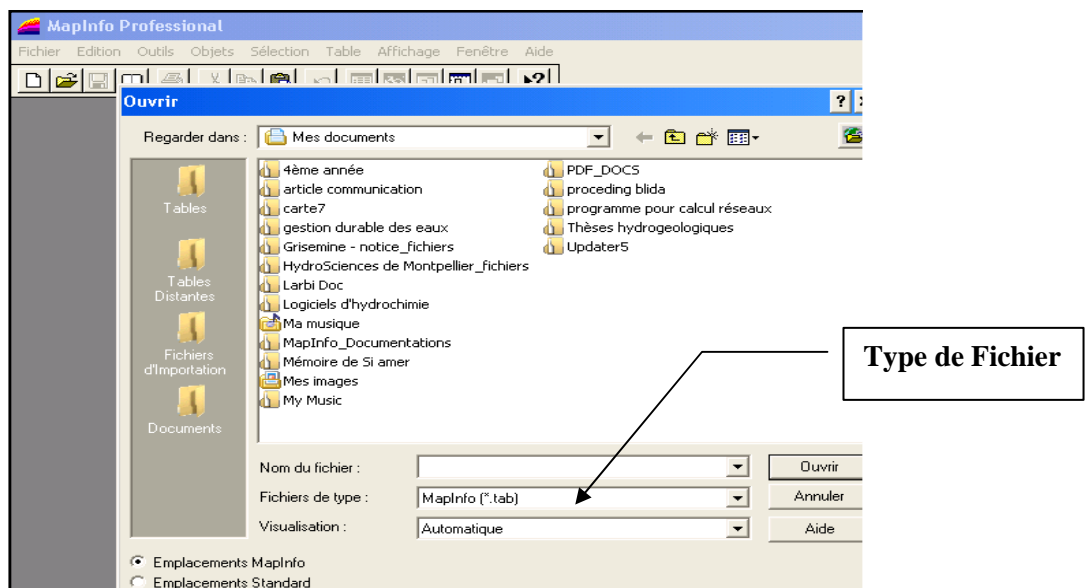 MapInfo Professional
Fichier Edition Outils Objets Sélection Table Affichage Fenêtre Aide
Ouvrir
Regarder dans : Mes documents
Tables
Tables
Distantes
Fichiers
d'Importation
Documents
4ème année
article communication
carte7
gestion durable des eaux
Grisemine - notice_fichiers
HydroSciences de Montpellier_fichiers
Larbi Doc
Logiciels d'hydrochimie
Ma musique
MapInfo_Documentations
Mémoire de Si amer
Mes images
My Music
PDF_DOCS
proceding blida
programme pour calcul réseaux
Thèses hydrogeologiques
Updater5
Type de Fichier
Nom du fichier : Ouvrir
Fichiers de type : MapInfo (*.tab) Annuler
Visualisation : Automatique Aide
Emplacements MapInfo
Emplacements Standard